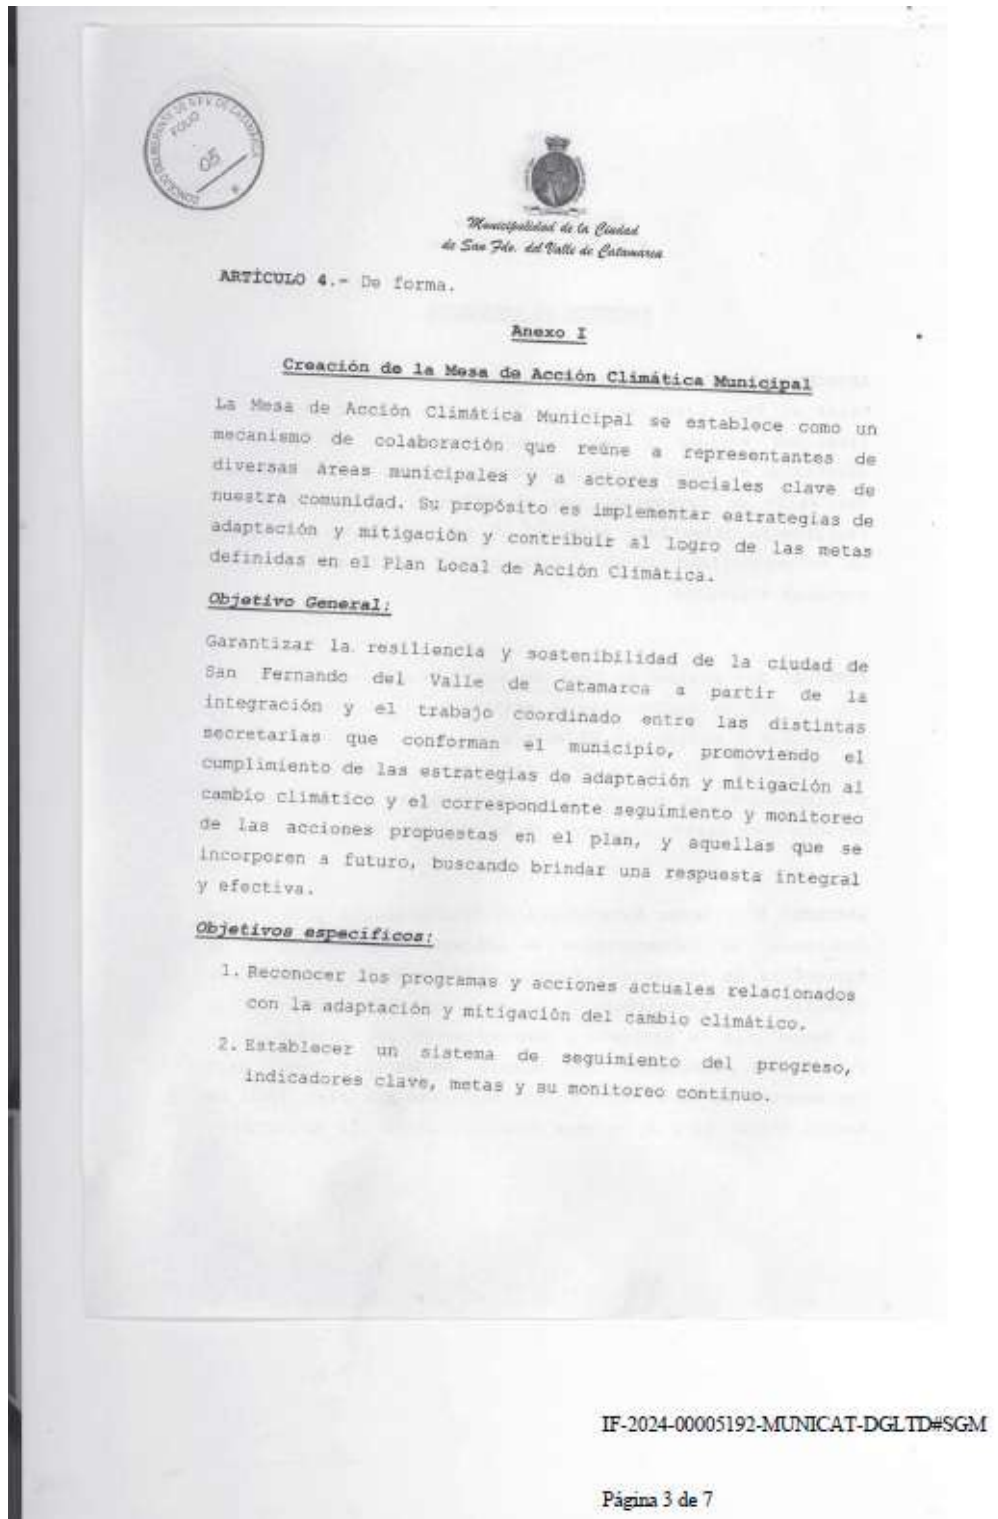 CONCEJO DELIBERANTE DE S.F.V. DE CATAMARCA
FOLIO
05
Municipalidad de la Ciudad
de San Fdo. del Valle de Catamarca
ARTÍCULO 4.- De forma.
Anexo I
Creación de la Mesa de Acción Climática Municipal
La Mesa de Acción Climática Municipal se establece como un
mecanismo de colaboración que reúne a representantes de
diversas áreas municipales y a actores sociales clave de
nuestra comunidad. Su propósito es implementar estrategias de
adaptación y mitigación y contribuir al logro de las metas
definidas en el Plan Local de Acción Climática.
Objetivo General:
Garantizar la resiliencia y sostenibilidad de la ciudad de
San Fernando del Valle de Catamarca a partir de la
integración y el trabajo coordinado entre las distintas
secretarias que conforman el municipio, promoviendo el
cumplimiento de las estrategias de adaptación y mitigación al
cambio climático y el correspondiente seguimiento y monitoreo
de las acciones propuestas en el plan, y aquellas que se
incorporen a futuro, buscando brindar una respuesta integral
y efectiva.
Objetivos específicos:
1. Reconocer los programas y acciones actuales relacionados
con la adaptación y mitigación del cambio climático.
2. Establecer un sistema de seguimiento del progreso,
indicadores clave, metas y su monitoreo continuo.
IF-2024-00005192-MUNICAT-DGLTD#SGM
Página 3 de 7